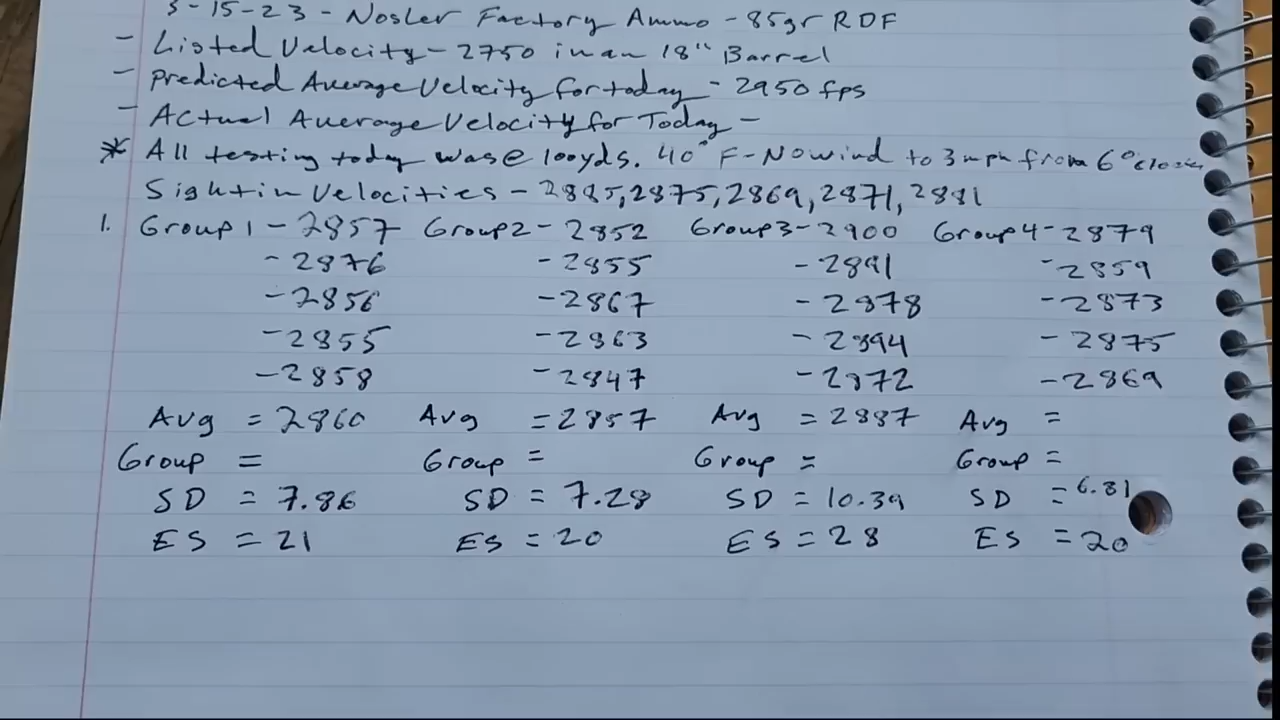 3-15-23 - Nosler Factory Ammo - 85gr RDF
- Listed Velocity - 2750 in an 18" Barrel
- Predicted Average Velocity for today - 2950 fps
- Actual Average Velocity for Today -
* All testing today was @ 100yds. 40° F - No wind to 3mph from 6° clock
Sight in Velocities - 2885, 2875, 2869, 2871, 2881
1. Group 1 - 2857 Group 2 - 2852 Group 3 - 2900 Group 4 - 2879
- 2876 - 2855 - 2891 - 2859
- 2856 - 2867 - 2878 - 2873
- 2855 - 2863 - 2894 - 2875
- 2858 - 2847 - 2872 - 2869
Avg = 2860 Avg = 2857 Avg = 2887 Avg =
Group = Group = Group = Group =
SD = 7.86 SD = 7.28 SD = 10.39 SD = 6.81
ES = 21 ES = 20 ES = 28 ES = 20